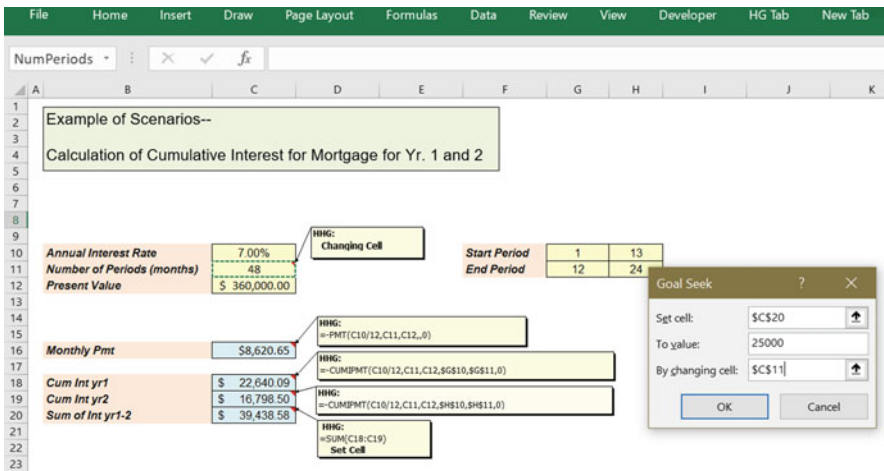 File Home Insert Draw Page Layout Formulas Data Review View Developer HG Tab New Tab
NumPeriods fx
A B C D E F G H I J K
1
2 Example of Scenarios--
3
4 Calculation of Cumulative Interest for Mortgage for Yr. 1 and 2
5
6
7
8
9
HHG:
Changing Cell
10 Annual Interest Rate 7.00% Start Period 1 13
11 Number of Periods (months) 48 End Period 12 24
12 Present Value $ 360,000.00
13
14
HHG:
=-PMT(C10/12,C11,C12,,0)
15
16 Monthly Pmt $8,620.65
17
HHG:
=-CUMIPMT(C10/12,C11,C12,$G$10,$G$11,0)
18 Cum Int yr1 $ 22,640.09
19 Cum Int yr2 $ 16,798.50
HHG:
=-CUMIPMT(C10/12,C11,C12,$H$10,$H$11,0)
20 Sum of Int yr1-2 $ 39,438.58
21
22
23
HHG:
=SUM(C18:C19)
Set Cell
Goal Seek ? ×
Set cell: $C$20
To value: 25000
By changing cell: $C$11
OK Cancel